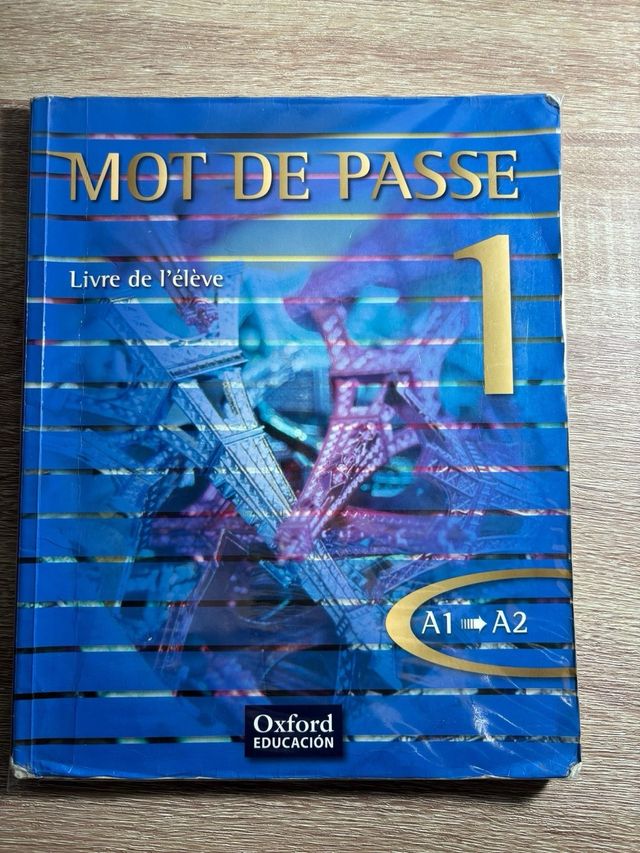 MOT DE PASSE
1
Livre de l'élève
A1 ➠ A2
Oxford
EDUCACIÓN